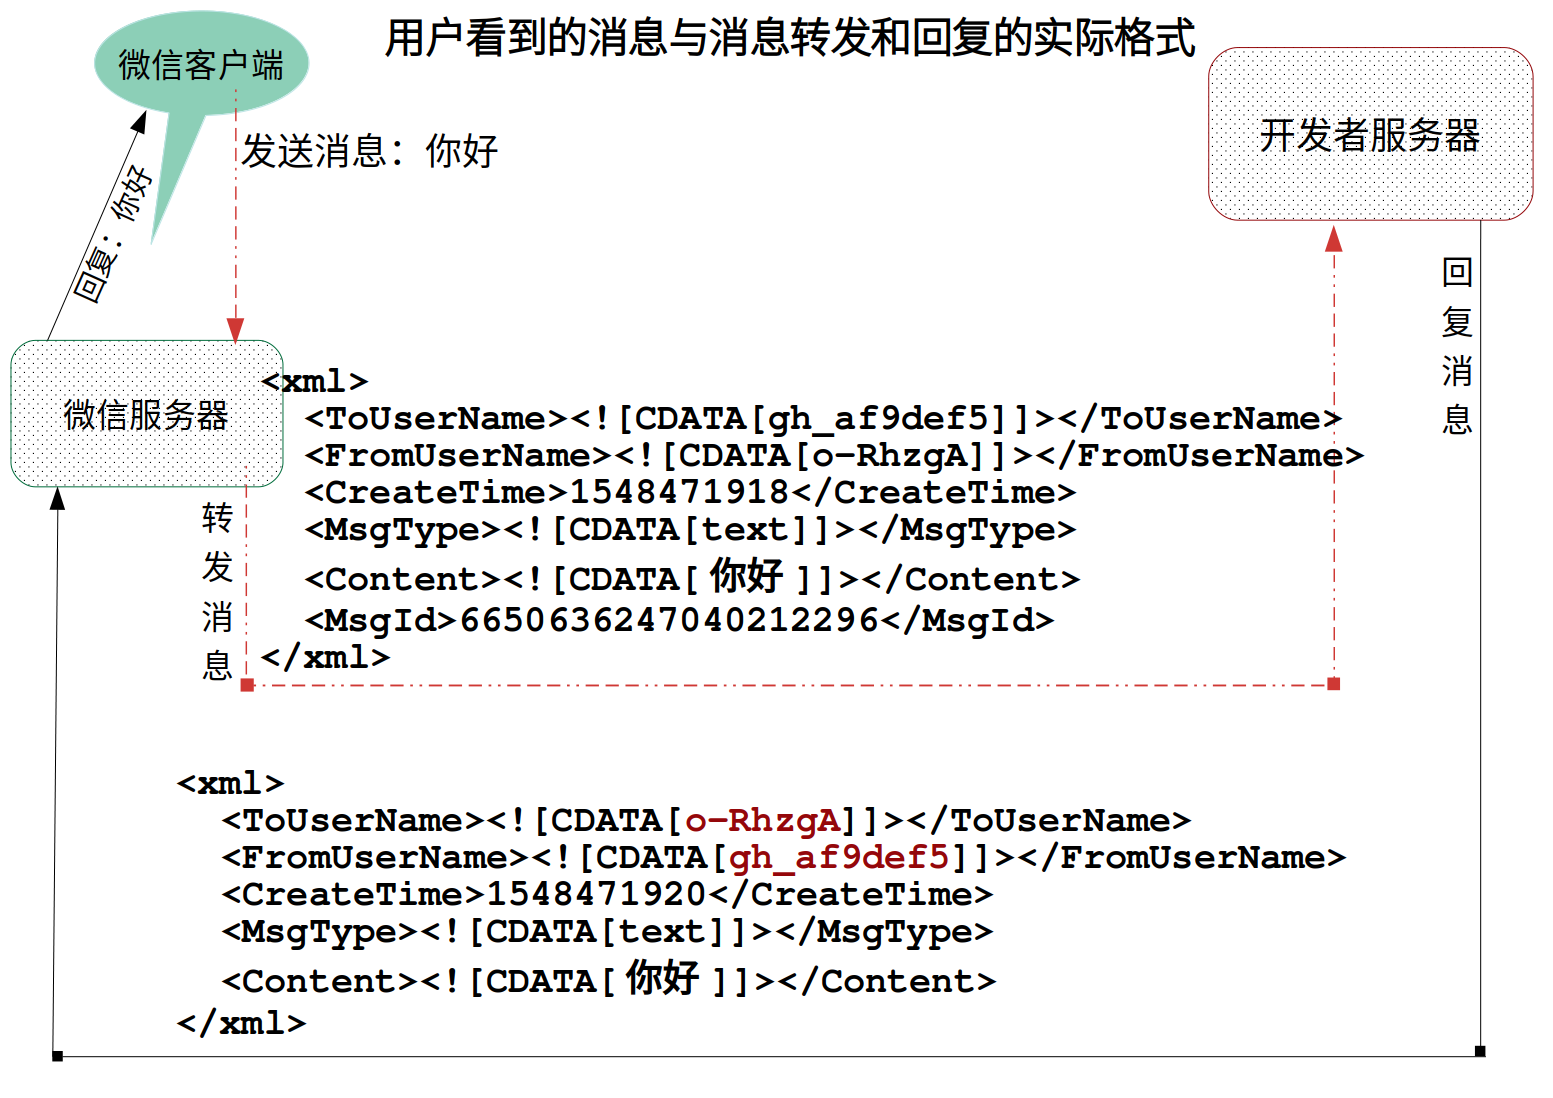 用户看到的消息与消息转发和回复的实际格式
微信客户端
开发者服务器
发送消息：你好
回复：你好
微信服务器
转发消息
回复消息
<xml>
<ToUserName><![CDATA[gh_af9def5]]></ToUserName>
<FromUserName><![CDATA[o-RhzgA]]></FromUserName>
<CreateTime>1548471918</CreateTime>
<MsgType><![CDATA[text]]></MsgType>
<Content><![CDATA[ 你好 ]]></Content>
<MsgId>6650636247040212296</MsgId>
</xml>
<xml>
<ToUserName><![CDATA[o-RhzgA]]></ToUserName>
<FromUserName><![CDATA[gh_af9def5]]></FromUserName>
<CreateTime>1548471920</CreateTime>
<MsgType><![CDATA[text]]></MsgType>
<Content><![CDATA[ 你好 ]]></Content>
</xml>